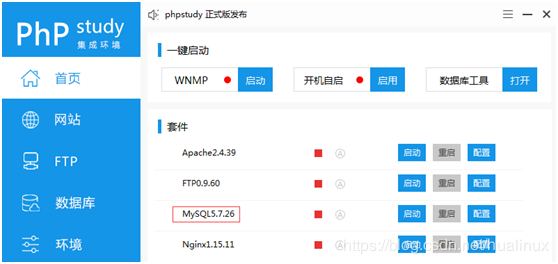 PhP study
集成环境
首页
网站
FTP
数据库
环境
phpstudy 正式版发布
一键启动
WNMP 启动 开机自启 启用 数据库工具 打开
套件
Apache2.4.39 A 启动 重启 配置
FTP0.9.60 A 启动 重启 配置
MySQL5.7.26 A 启动 重启 配置
Nginx1.15.11 A 启动 重启 配置
https://blog.csdn.net/hualinux